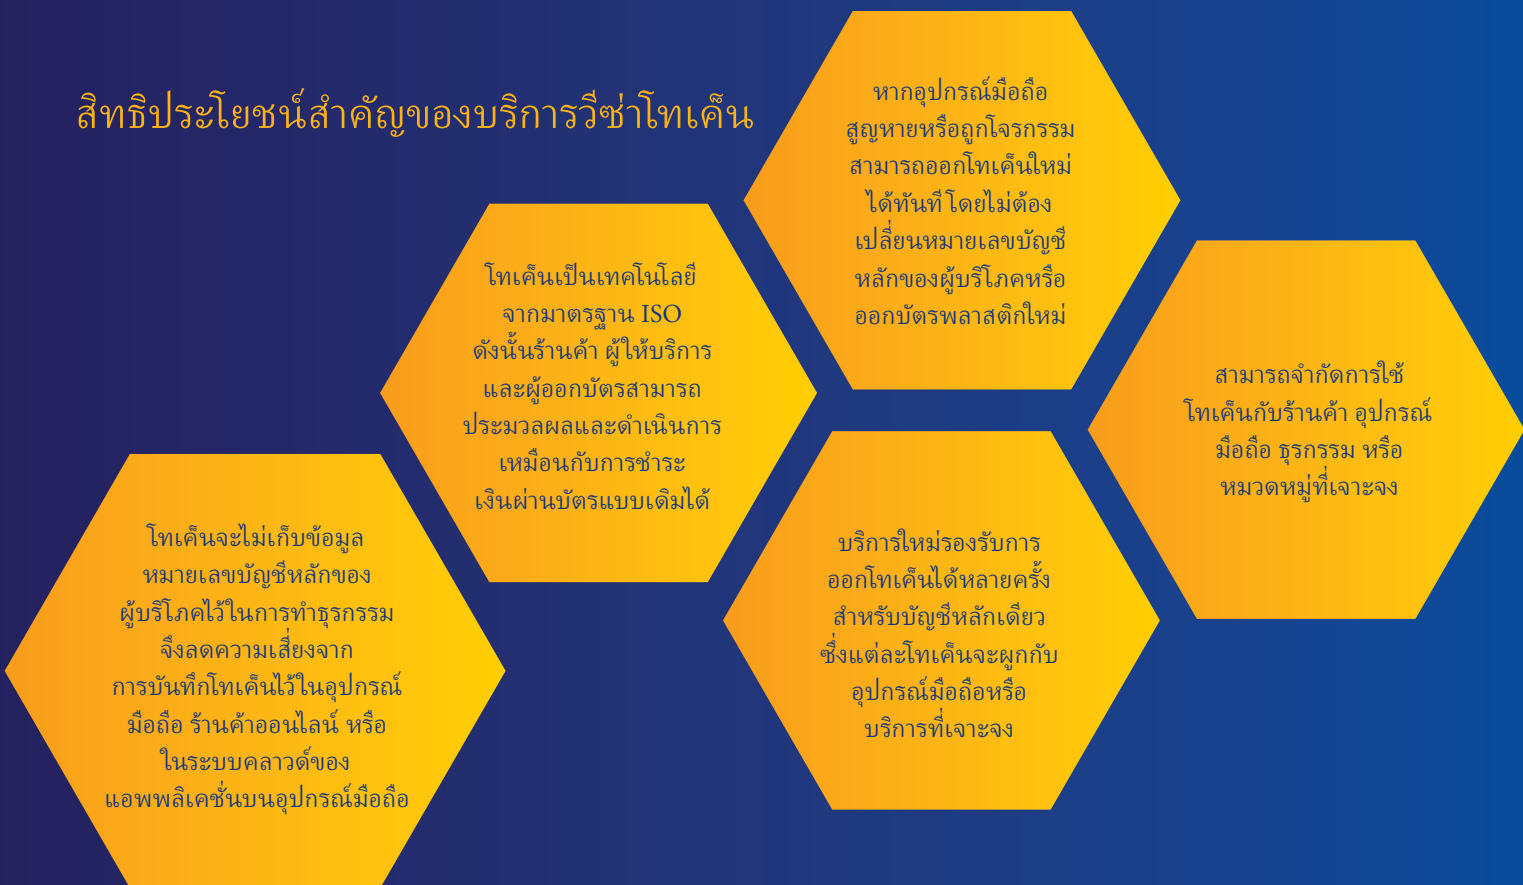 สิทธิประโยชน์สำคัญของบริการวีซ่าโทเค็น
โทเค็นจะไม่เก็บข้อมูล
หมายเลขบัญชีหลักของ
ผู้บริโภคไว้ในการทำธุรกรรม
จึงลดความเสี่ยงจาก
การบันทึกโทเค็นไว้ในอุปกรณ์
มือถือ ร้านค้าออนไลน์ หรือ
ในระบบคลาวด์ของ
แอพพลิเคชั่นบนอุปกรณ์มือถือ
โทเค็นเป็นเทคโนโลยี
จากมาตรฐาน ISO
ดังนั้นร้านค้า ผู้ให้บริการ
และผู้ออกบัตรสามารถ
ประมวลผลและดำเนินการ
เหมือนกับการชำระ
เงินผ่านบัตรแบบเดิมได้
หากอุปกรณ์มือถือ
สูญหายหรือถูกโจรกรรม
สามารถออกโทเค็นใหม่
ได้ทันที โดยไม่ต้อง
เปลี่ยนหมายเลขบัญชี
หลักของผู้บริโภคหรือ
ออกบัตรพลาสติกใหม่
บริการใหม่รองรับการ
ออกโทเค็นได้หลายครั้ง
สำหรับบัญชีหลักเดียว
ซึ่งแต่ละโทเค็นจะผูกกับ
อุปกรณ์มือถือหรือ
บริการที่เจาะจง
สามารถจำกัดการใช้
โทเค็นกับร้านค้า อุปกรณ์
มือถือ ธุรกรรม หรือ
หมวดหมู่ที่เจาะจง